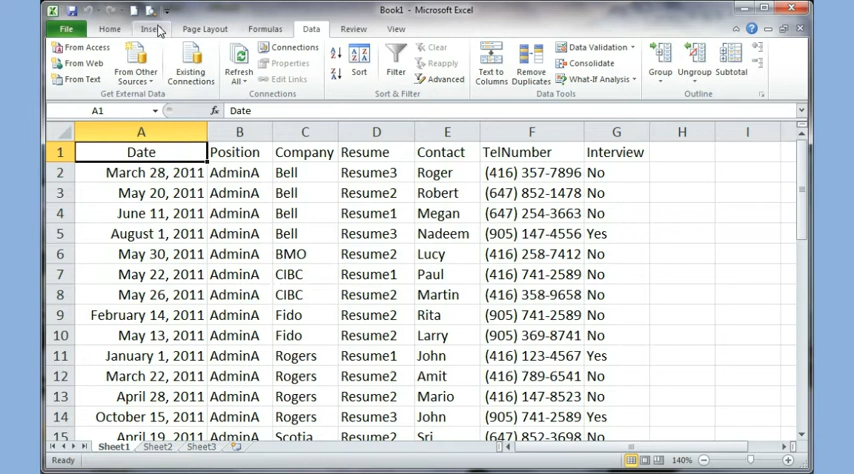 Book1 - Microsoft Excel
File Home Insert Page Layout Formulas Data Review View
From Access
From Web
From Text
From Other Sources
Existing Connections
Get External Data
Refresh All
Connections
Properties
Edit Links
Connections
Sort
Filter
Clear
Reapply
Advanced
Sort & Filter
Text to Columns
Remove Duplicates
Data Validation
Consolidate
What-If Analysis
Data Tools
Group
Ungroup
Subtotal
Outline
A1 fx Date
A B C D E F G H I
1 Date Position Company Resume Contact TelNumber Interview
2 March 28, 2011 AdminA Bell Resume3 Roger (416) 357-7896 No
3 May 20, 2011 AdminA Bell Resume2 Robert (647) 852-1478 No
4 June 11, 2011 AdminA Bell Resume1 Megan (647) 254-3663 No
5 August 1, 2011 AdminA Bell Resume3 Nadeem (905) 147-4556 Yes
6 May 30, 2011 AdminA BMO Resume2 Lucy (416) 258-7412 No
7 May 22, 2011 AdminA CIBC Resume1 Paul (416) 741-2589 No
8 May 26, 2011 AdminA CIBC Resume2 Martin (416) 358-9658 No
9 February 14, 2011 AdminA Fido Resume2 Rita (905) 741-2589 No
10 May 13, 2011 AdminA Fido Resume2 Larry (905) 369-8741 No
11 January 1, 2011 AdminA Rogers Resume1 John (416) 123-4567 Yes
12 March 22, 2011 AdminA Rogers Resume2 Amit (416) 789-6541 No
13 April 28, 2011 AdminA Rogers Resume2 Mario (416) 147-8523 No
14 October 15, 2011 AdminA Rogers Resume3 John (905) 741-2589 Yes
15 April 19, 2011 AdminA Scotia Resume2 Sri (647) 852-3698 No
Sheet1 Sheet2 Sheet3
Ready 140%